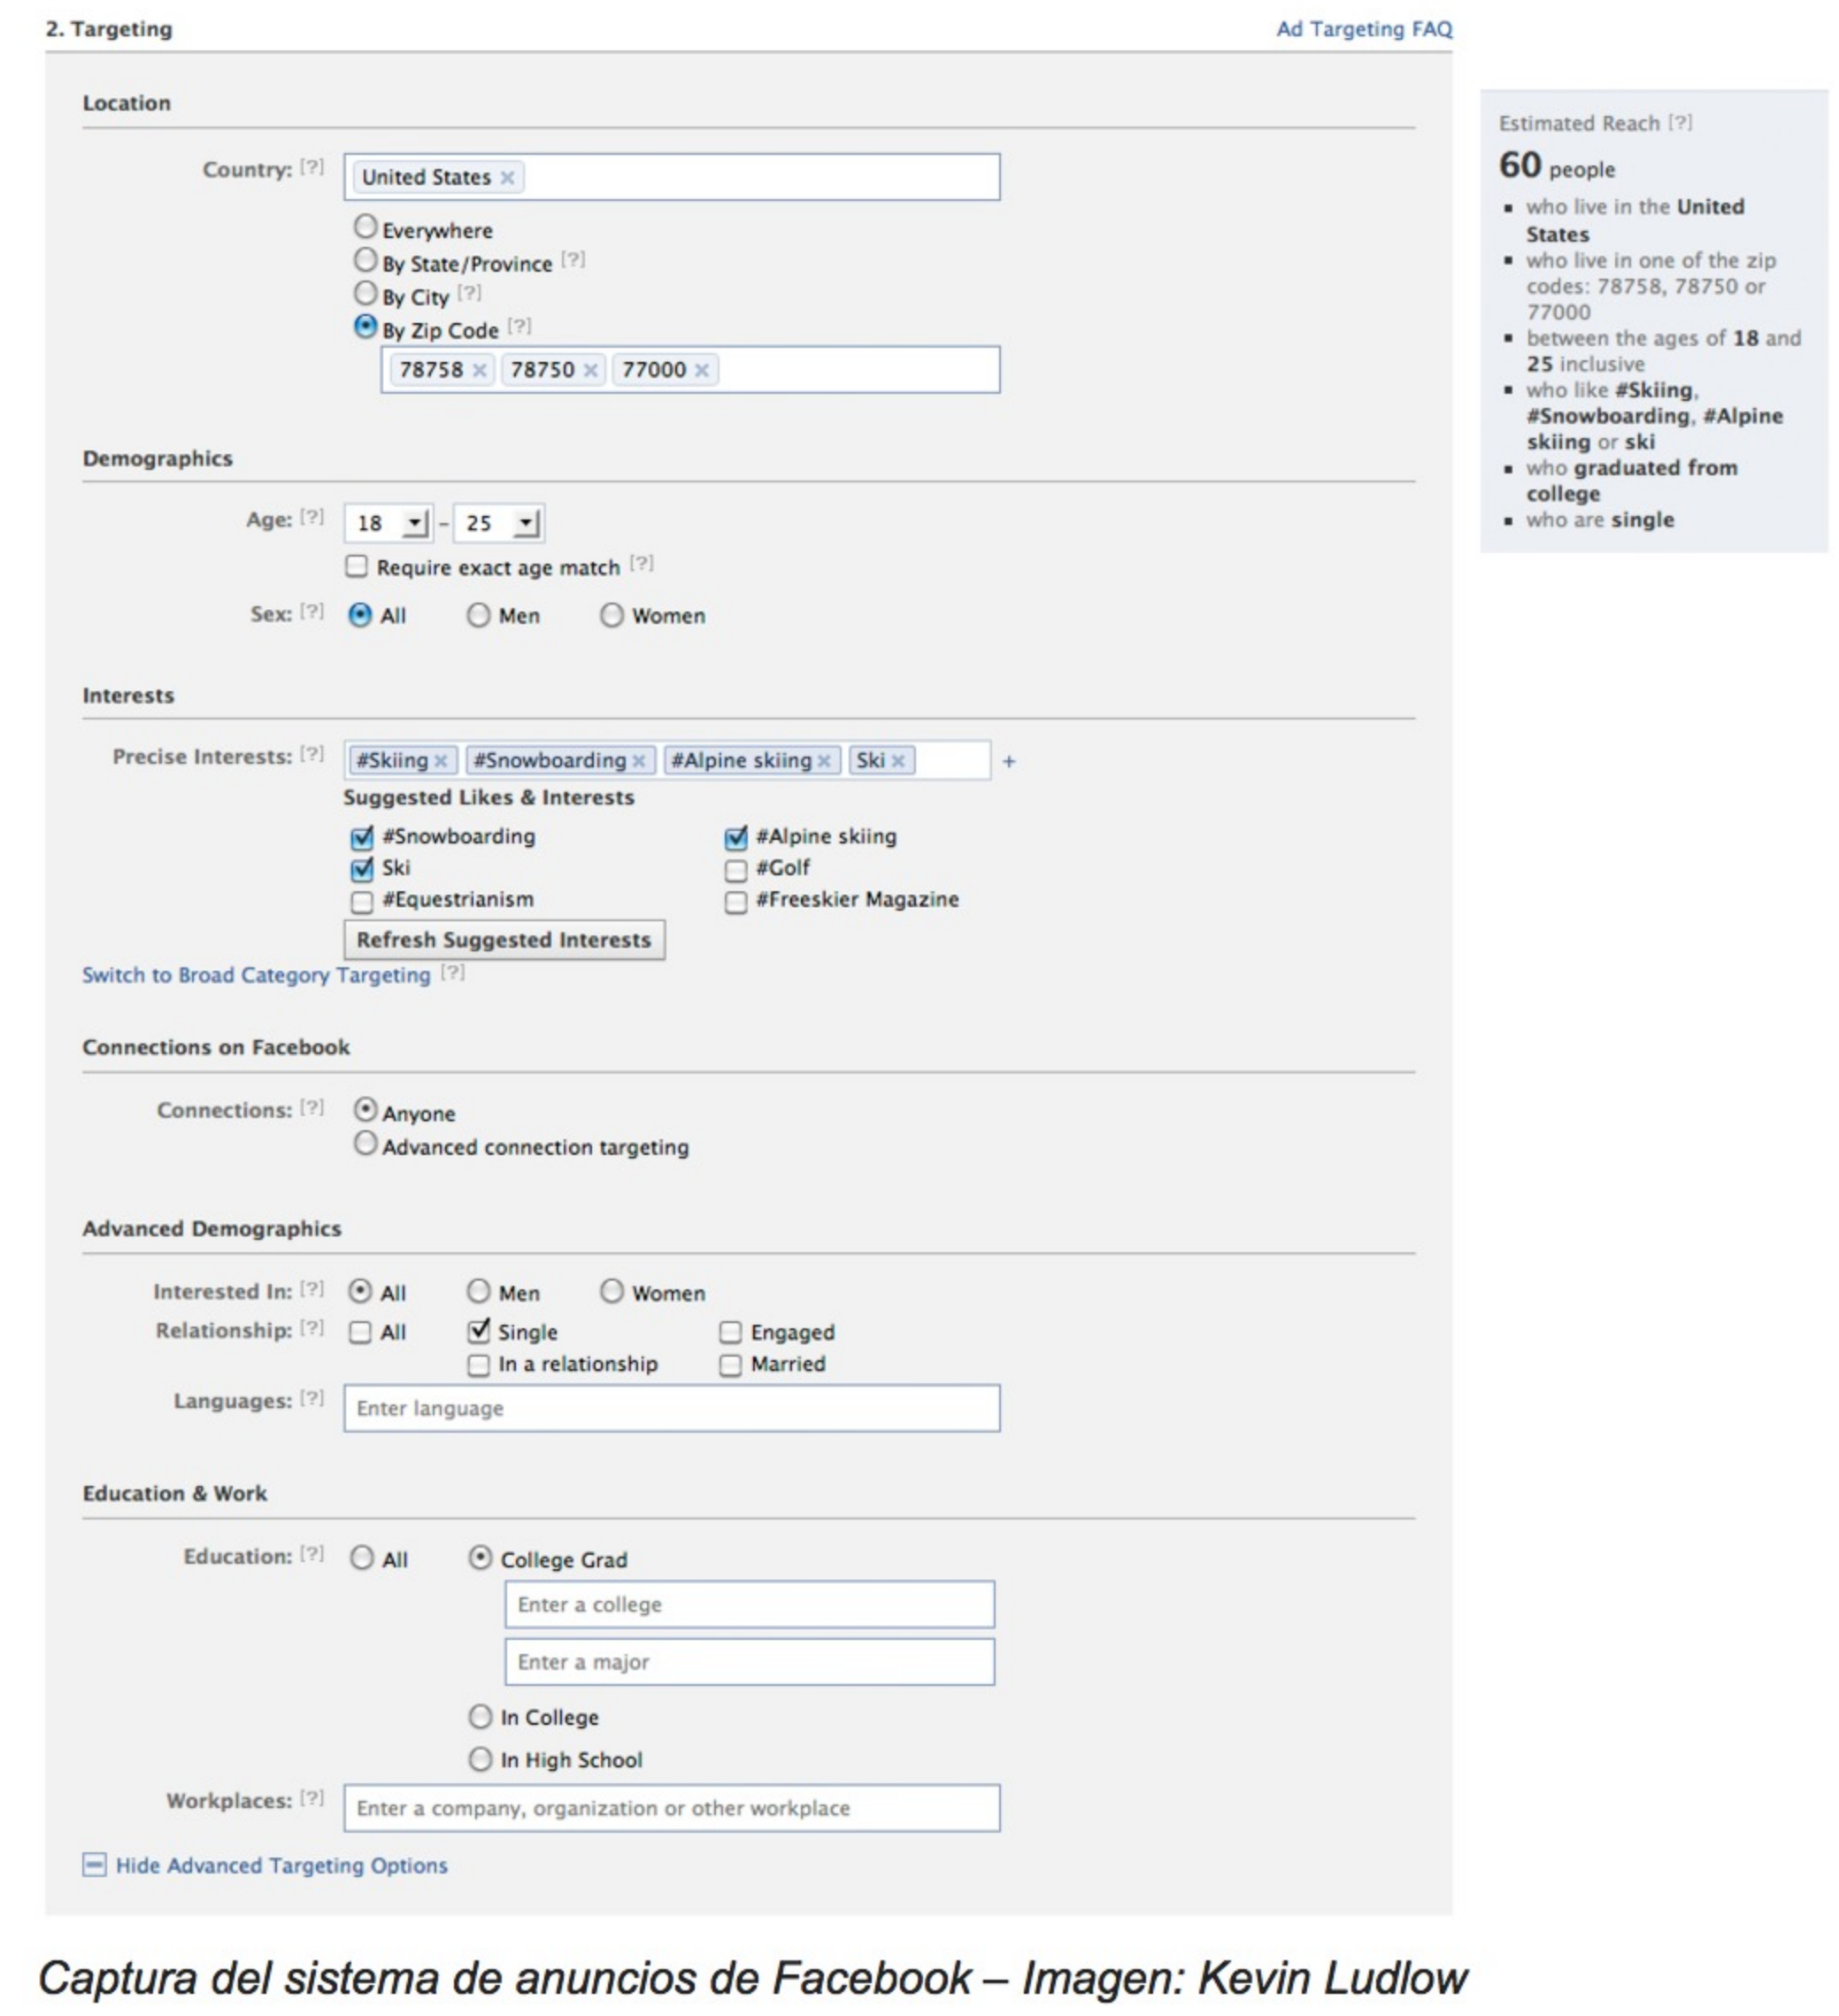 2. Targeting
Ad Targeting FAQ
Location
Country: [?]
United States ×
Everywhere
By State/Province [?]
By City [?]
By Zip Code [?]
78758 × 78750 × 77000 ×
Demographics
Age: [?] 18 - 25
Require exact age match [?]
Sex: [?] All Men Women
Interests
Precise Interests: [?] #Skiing × #Snowboarding × #Alpine skiing × Ski × +
Suggested Likes & Interests
#Snowboarding #Alpine skiing
Ski #Golf
#Equestrianism #Freeskier Magazine
Refresh Suggested Interests
Switch to Broad Category Targeting [?]
Connections on Facebook
Connections: [?] Anyone
Advanced connection targeting
Advanced Demographics
Interested In: [?] All Men Women
Relationship: [?] All Single Engaged
In a relationship Married
Languages: [?] Enter language
Education & Work
Education: [?] All College Grad
Enter a college
Enter a major
In College
In High School
Workplaces: [?] Enter a company, organization or other workplace
Hide Advanced Targeting Options
Estimated Reach [?]
60 people
who live in the United
States
who live in one of the zip
codes: 78758, 78750 or
77000
between the ages of 18 and
25 inclusive
who like #Skiing,
#Snowboarding, #Alpine
skiing or ski
who graduated from
college
who are single
Captura del sistema de anuncios de Facebook – Imagen: Kevin Ludlow